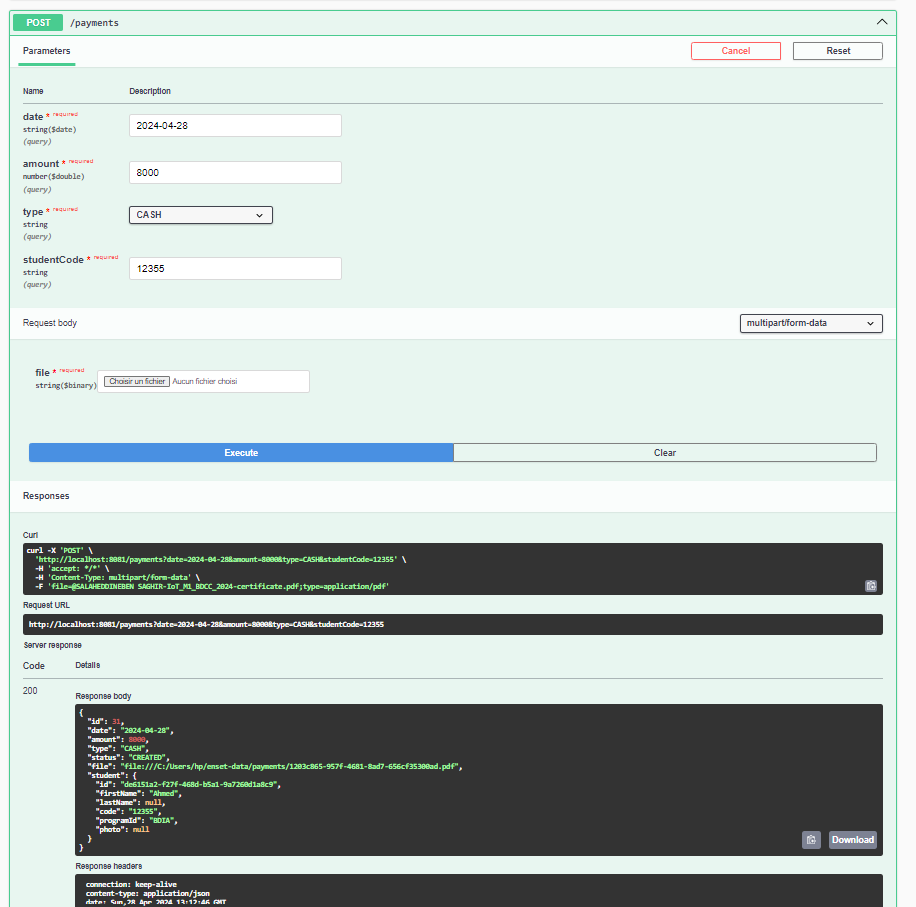 POST /payments
Parameters
Cancel
Reset
Name Description
date * required
string($date)
(query)
2024-04-28
amount * required
number($double)
(query)
8000
type * required
string
(query)
CASH
studentCode * required
string
(query)
12355
Request body
multipart/form-data
file * required
string($binary)
Choisir un fichier Aucun fichier choisi
Execute
Clear
Responses
Curl
curl -X 'POST' \
'http://localhost:8081/payments?date=2024-04-28&amount=8000&type=CASH&studentCode=12355' \
-H 'accept: */*' \
-H 'Content-Type: multipart/form-data' \
-F 'file=@SALAHEDDINEBEN SAGHIR-IoT_M1_BDCC_2024-certificate.pdf;type=application/pdf'
Request URL
http://localhost:8081/payments?date=2024-04-28&amount=8000&type=CASH&studentCode=12355
Server response
Code Details
200
Response body
{
"id": 31,
"date": "2024-04-28",
"amount": 8000,
"type": "CASH",
"status": "CREATED",
"file": "file:///C:/Users/hp/enset-data/payments/1203c865-957f-4681-8ad7-656cf35300ad.pdf",
"student": {
"id": "de6151a2-f27f-468d-b5a1-9a7260d1a8c9",
"firstName": "Ahmed",
"lastName": null,
"code": "12355",
"programId": "BDIA",
"photo": null
}
}
Download
Response headers
connection: keep-alive
content-type: application/json
date: Sun,28 Apr 2024 13:12:46 GMT